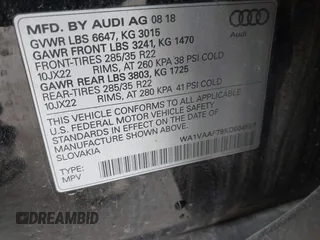 MFD. BY AUDI AG 08 18
Audi
GVWR LBS 6647, KG 3015
GAWR FRONT LBS 3241, KG 1470
FRONT-TIRES 285/35 R22
10JX22 RIMS, AT 260 KPA 38 PSI COLD
GAWR REAR LBS 3803, KG 1725
REAR-TIRES 285/35 R22
10JX22 RIMS, AT 280 KPA 41 PSI COLD
THIS VEHICLE CONFORMS TO ALL APPLICABLE
U.S. FEDERAL MOTOR VEHICLE SAFETY
STANDARDS IN EFFECT ON THE
DATE OF MANUFACTURE SHOWN ABOVE
SLOVAKIA
TYPE:
MPV
DREAMBID